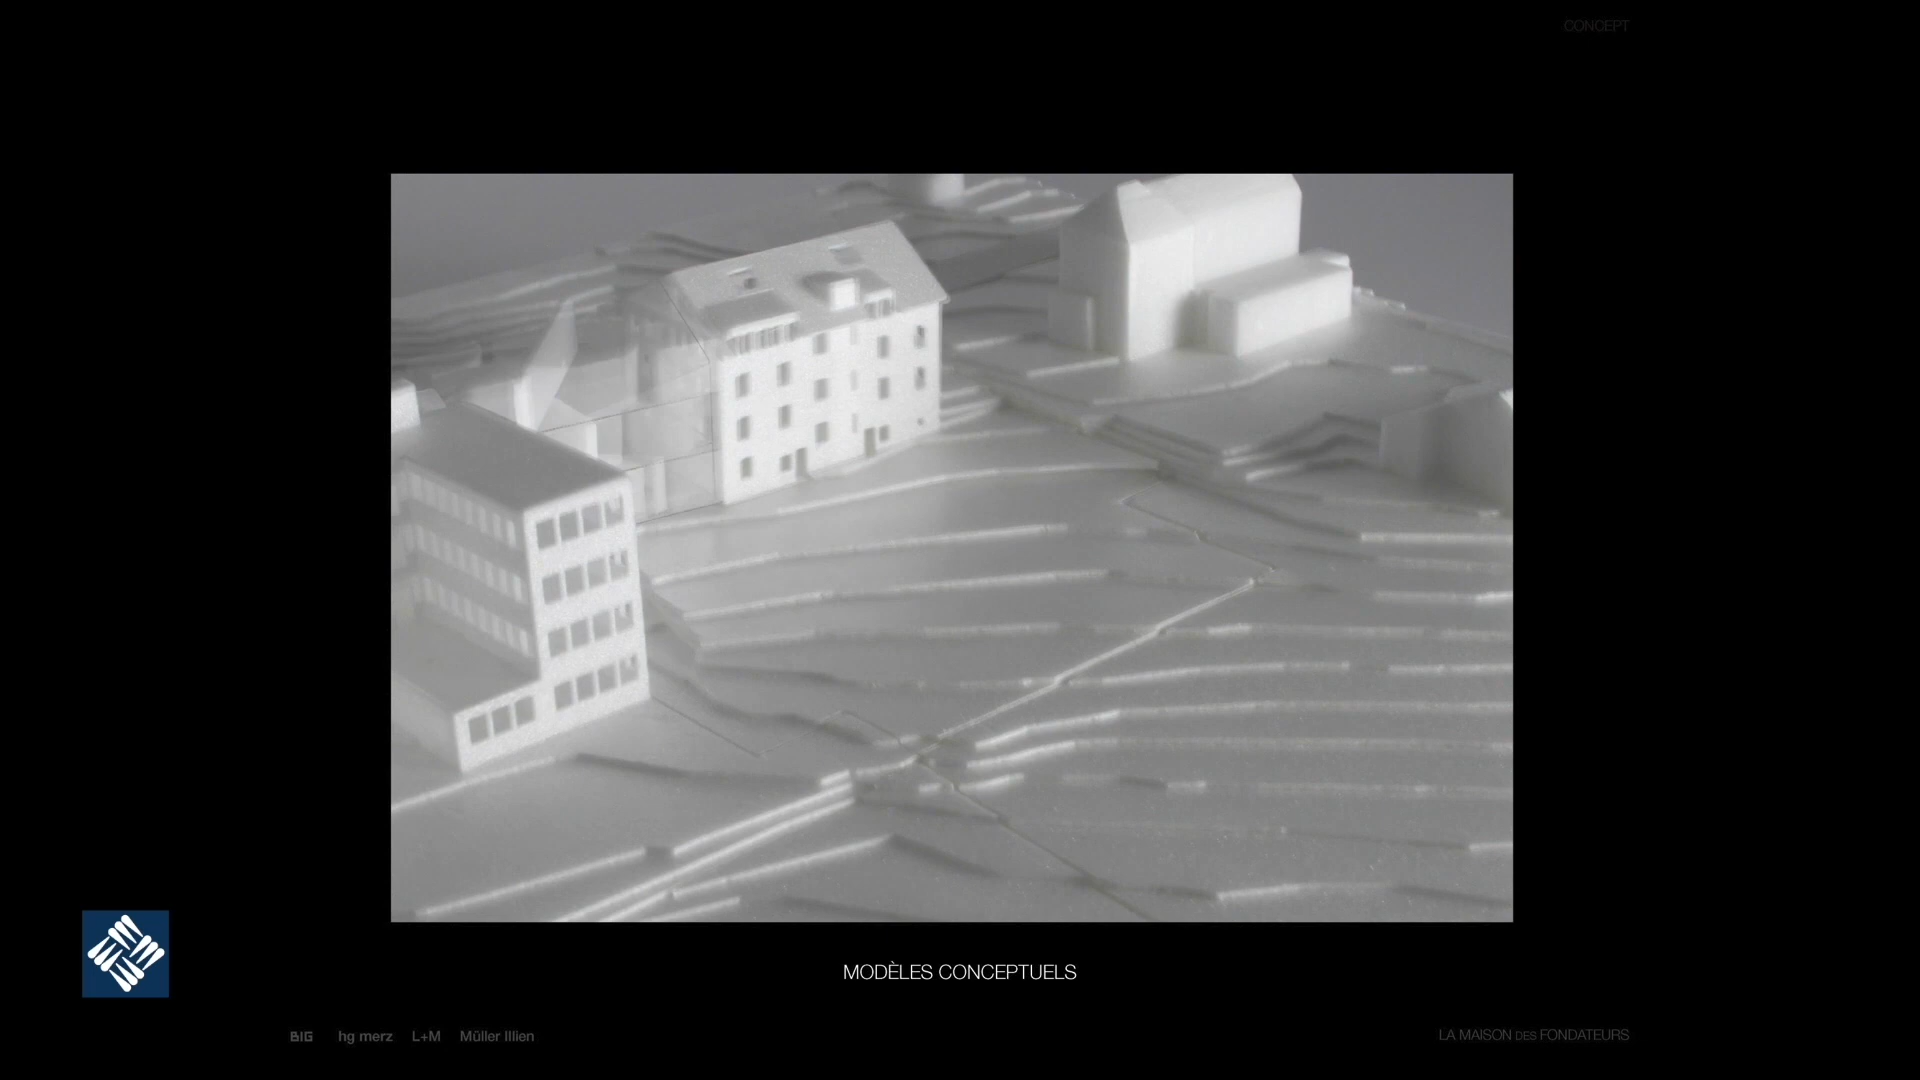 CONCEPT
MODÈLES CONCEPTUELS
BIG hg merz L+M Müller Illien
LA MAISON DES FONDATEURS